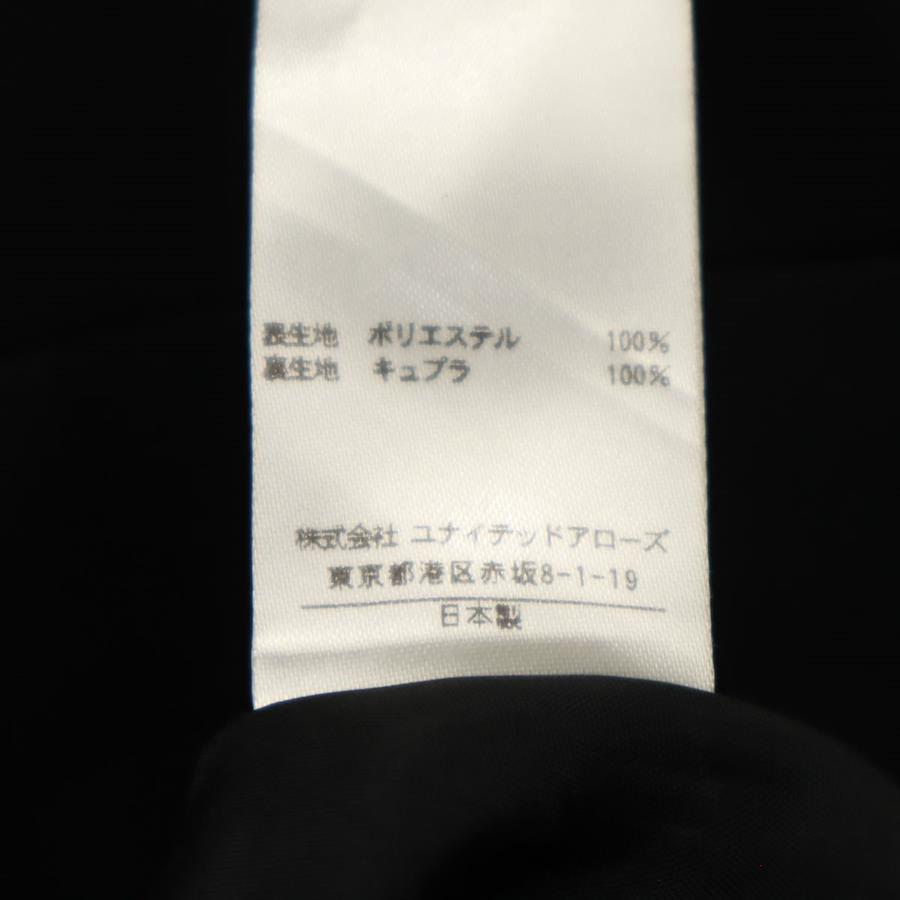 表生地 ポリエステル 100%
裏生地 キュプラ 100%
株式会社 ユナイテッドアローズ
東京都港区赤坂8-1-19
日本製